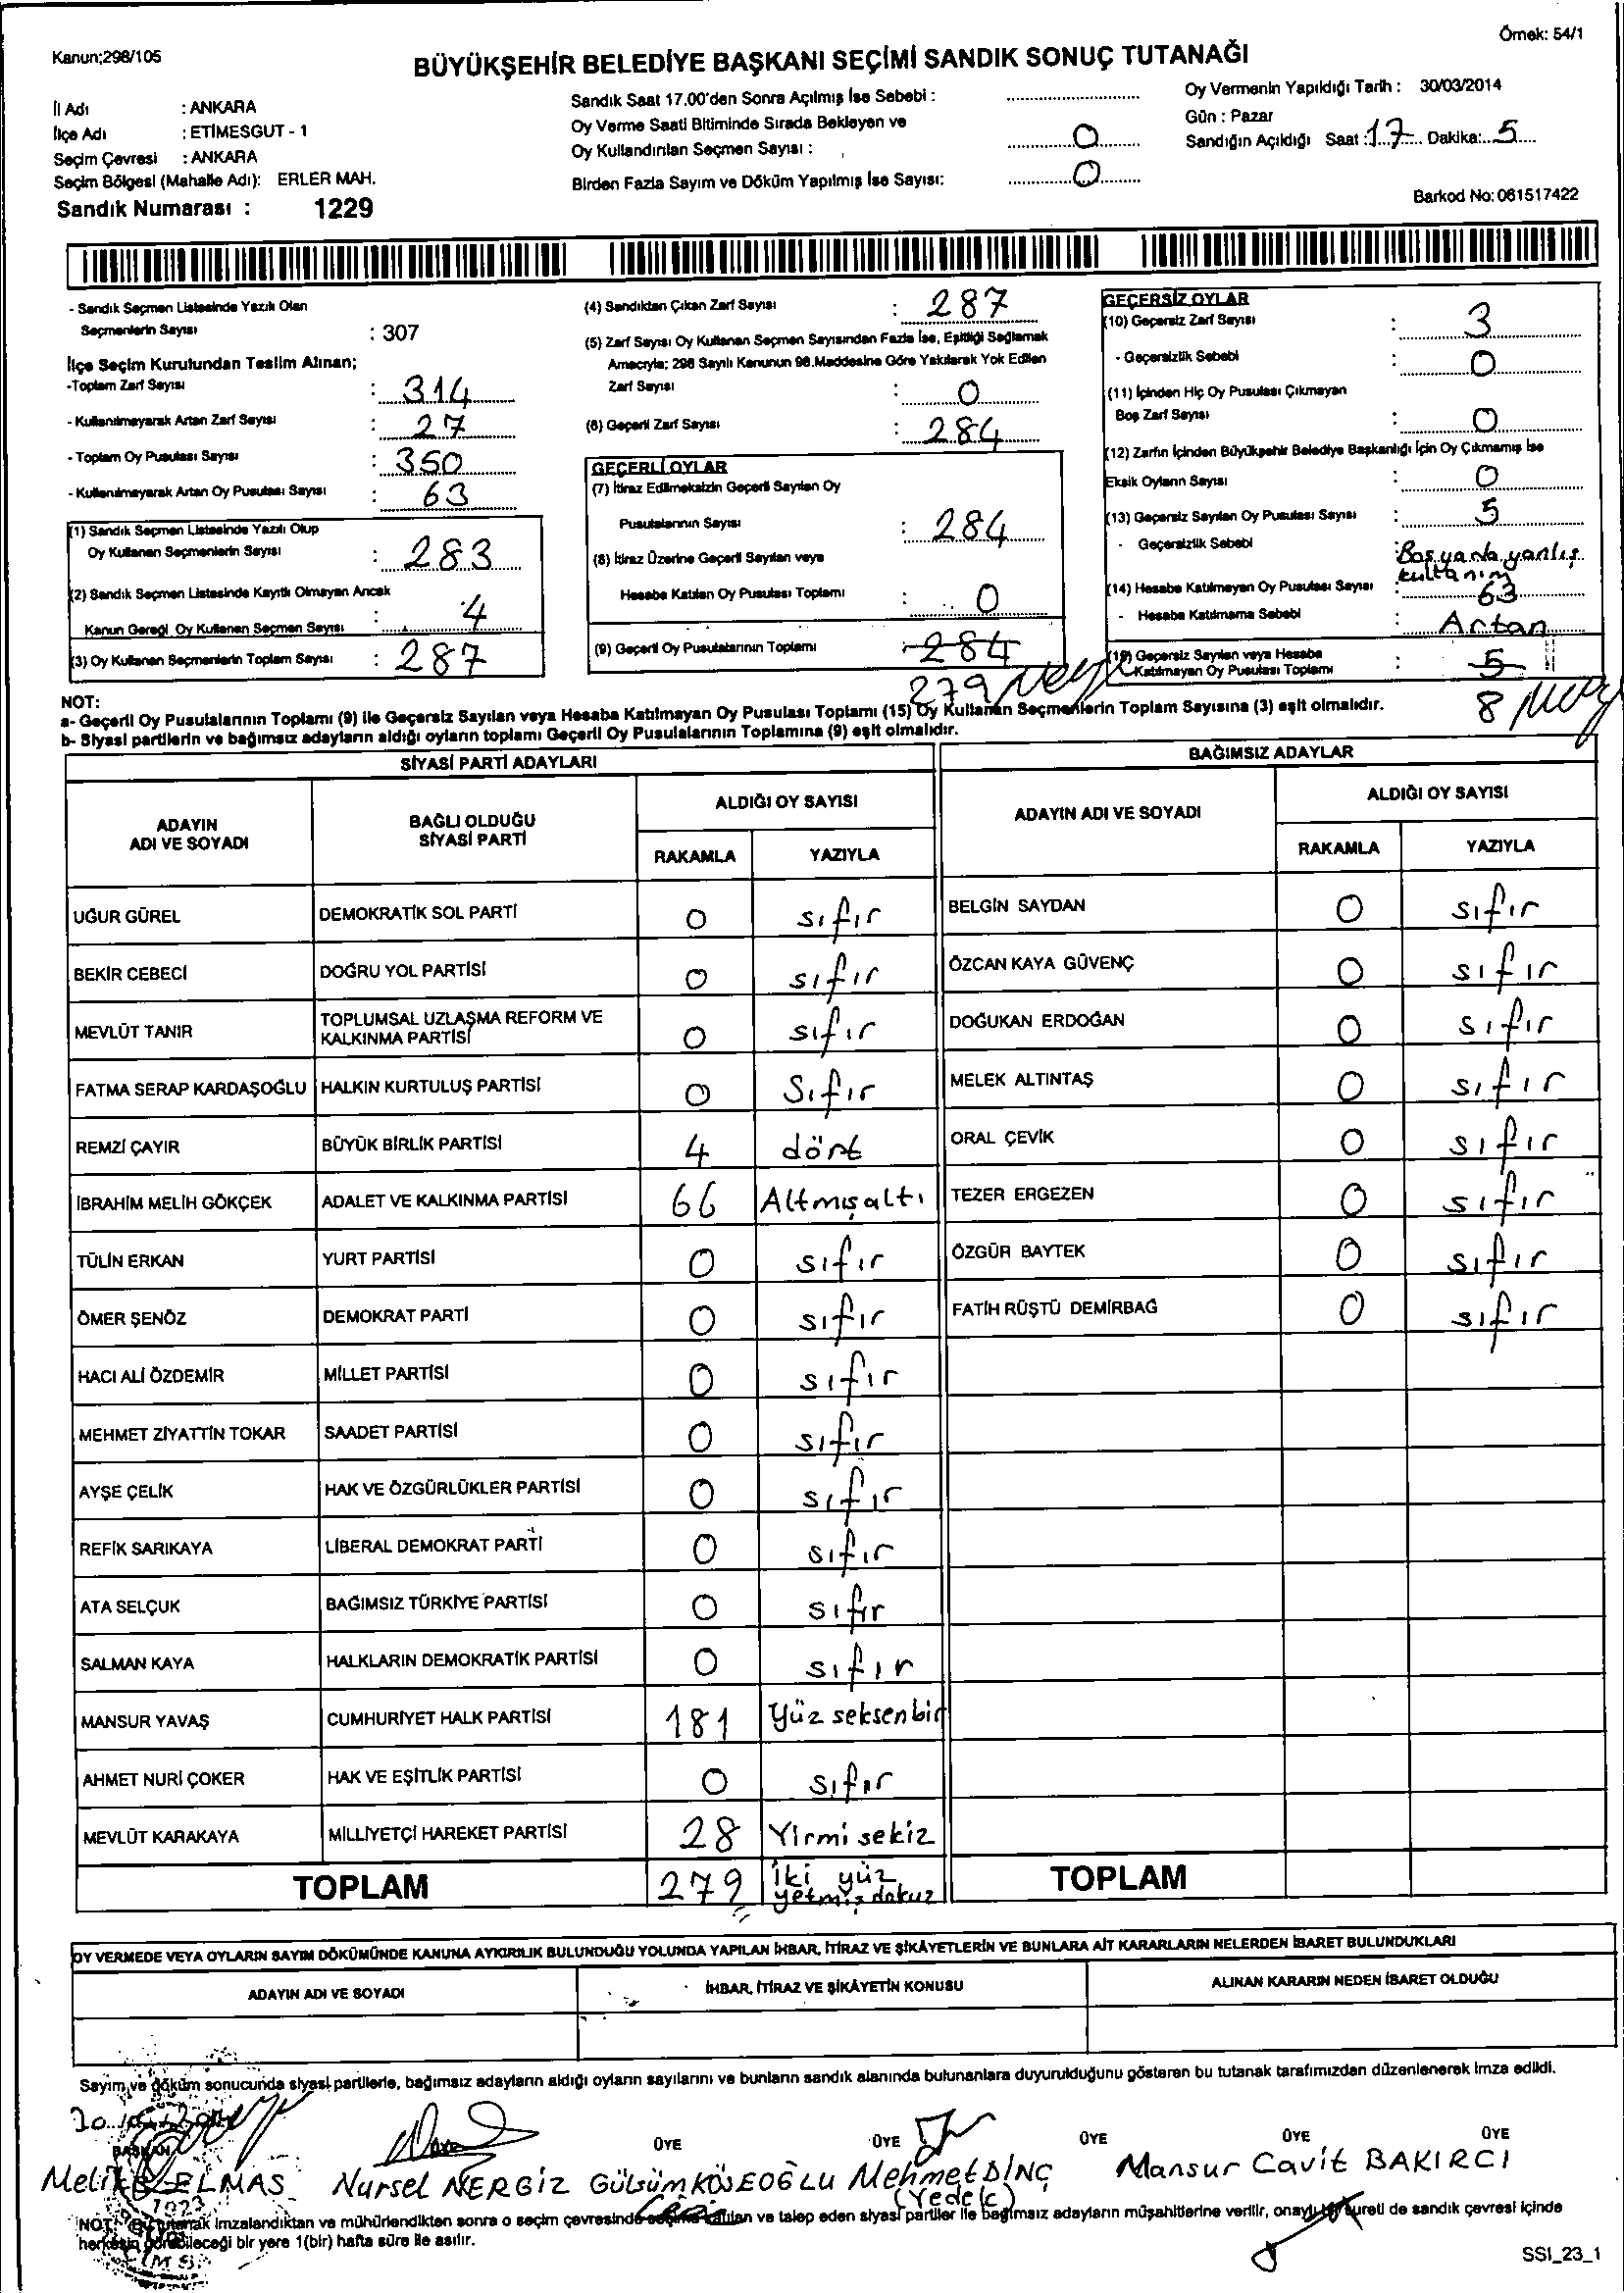 Kanun;298/105
Örnek: 54/1
BÜYÜKŞEHİR BELEDİYE BAŞKANI SEÇİMİ SANDIK SONUÇ TUTANAĞI
İl Adı : ANKARA
İlçe Adı : ETİMESGUT - 1
Seçim Çevresi : ANKARA
Seçim Bölgesi (Mahalle Adı): ERLER MAH.
Sandık Numarası : 1229
Sandık Saat 17.00'den Sonra Açılmış İse Sebebi :
Oy Verme Saati Bitiminde Sırada Bekleyen ve
Oy Kullandırılan Seçmen Sayısı : 0
Birden Fazla Sayım ve Döküm Yapılmış İse Sayısı: 0
Oy Vermenin Yapıldığı Tarih : 30/03/2014
Gün : Pazar
Sandığın Açıldığı Saat : 17 Dakika: 5
Barkod No: 061517422
- Sandık Seçmen Listesinde Yazılı Olan
Seçmenlerin Sayısı : 307
İlçe Seçim Kurulundan Teslim Alınan;
-Toplam Zarf Sayısı : 314
- Kullanılmayarak Artan Zarf Sayısı : 27
- Toplam Oy Pusulası Sayısı : 350
- Kullanılmayarak Artan Oy Pusulası Sayısı : 63
(1) Sandık Seçmen Listesinde Yazılı Olup
Oy Kullanan Seçmenlerin Sayısı : 283
(2) Sandık Seçmen Listesinde Kayıtlı Olmayan Ancak
Kanun Gereği Oy Kullanan Seçmen Sayısı : 4
(3) Oy Kullanan Seçmenlerin Toplam Sayısı : 287
(4) Sandıktan Çıkan Zarf Sayısı : 287
(5) Zarf Sayısı Oy Kullanan Seçmen Sayısından Fazla İse, Eşitliği Sağlamak
Amacıyla; 298 Sayılı Kanunun 98.Maddesine Göre Yakılarak Yok Edilen
Zarf Sayısı : 0
(6) Geçerli Zarf Sayısı : 284
GEÇERLİ OYLAR
(7) İtiraz Edilmeksizin Geçerli Sayılan Oy
Pusulalarının Sayısı : 284
(8) İtiraz Üzerine Geçerli Sayılan veya
Hesaba Katılan Oy Pusulası Toplamı : 0
(9) Geçerli Oy Pusulalarının Toplamı : 284
279
GEÇERSİZ OYLAR
(10) Geçersiz Zarf Sayısı : 3
- Geçersizlik Sebebi : 0
(11) İçinden Hiç Oy Pusulası Çıkmayan
Boş Zarf Sayısı : 0
(12) Zarfın İçinden Büyükşehir Belediye Başkanlığı İçin Oy Çıkmamış İse
Eksik Oyların Sayısı : 0
(13) Geçersiz Sayılan Oy Pusulası Sayısı : 5
- Geçersizlik Sebebi : Boş yada yanlış
kullanım
(14) Hesaba Katılmayan Oy Pusulası Sayısı : 63
- Hesaba Katılmama Sebebi : Artan
(15) Geçersiz Sayılan veya Hesaba
Katılmayan Oy Pusulası Toplamı : 5
8
NOT:
a- Geçerli Oy Pusulalarının Toplamı (9) ile Geçersiz Sayılan veya Hesaba Katılmayan Oy Pusulası Toplamı (15) Oy Kullanan Seçmenlerin Toplam Sayısına (3) eşit olmalıdır.
b- Siyasi partilerin ve bağımsız adayların aldığı oyların toplamı Geçerli Oy Pusulalarının Toplamına (9) eşit olmalıdır.
SİYASİ PARTİ ADAYLARI
ADAYIN ADI VE SOYADI BAĞLI OLDUĞU SİYASİ PARTİ ALDIĞI OY SAYISI
RAKAMLA YAZIYLA
UĞUR GÜREL DEMOKRATİK SOL PARTİ 0 sıfır
BEKİR CEBECİ DOĞRU YOL PARTİSİ 0 sıfır
MEVLÜT TANIR TOPLUMSAL UZLAŞMA REFORM VE KALKINMA PARTİSİ 0 sıfır
FATMA SERAP KARDAŞOĞLU HALKIN KURTULUŞ PARTİSİ 0 Sıfır
REMZİ ÇAYIR BÜYÜK BİRLİK PARTİSİ 4 dört
İBRAHİM MELİH GÖKÇEK ADALET VE KALKINMA PARTİSİ 66 Altmışaltı
TÜLİN ERKAN YURT PARTİSİ 0 sıfır
ÖMER ŞENÖZ DEMOKRAT PARTİ 0 sıfır
HACI ALİ ÖZDEMİR MİLLET PARTİSİ 0 sıfır
MEHMET ZİYATTİN TOKAR SAADET PARTİSİ 0 sıfır
AYŞE ÇELİK HAK VE ÖZGÜRLÜKLER PARTİSİ 0 sıfır
REFİK SARIKAYA LİBERAL DEMOKRAT PARTİ 0 sıfır
ATA SELÇUK BAĞIMSIZ TÜRKİYE PARTİSİ 0 sıfır
SALMAN KAYA HALKLARIN DEMOKRATİK PARTİSİ 0 sıfır
MANSUR YAVAŞ CUMHURİYET HALK PARTİSİ 181 Yüz seksen bir
AHMET NURİ ÇOKER HAK VE EŞİTLİK PARTİSİ 0 sıfır
MEVLÜT KARAKAYA MİLLİYETÇİ HAREKET PARTİSİ 28 Yirmi sekiz
TOPLAM 279 İki yüz yetmiş dokuz
BAĞIMSIZ ADAYLAR
ADAYIN ADI VE SOYADI ALDIĞI OY SAYISI
RAKAMLA YAZIYLA
BELGİN SAYDAN 0 sıfır
ÖZCAN KAYA GÜVENÇ 0 sıfır
DOĞUKAN ERDOĞAN 0 sıfır
MELEK ALTINTAŞ 0 sıfır
ORAL ÇEVİK 0 sıfır
TEZER ERGEZEN 0 sıfır
ÖZGÜR BAYTEK 0 sıfır
FATİH RÜŞTÜ DEMİRBAĞ 0 sıfır
TOPLAM
OY VERMEDE VEYA OYLARIN SAYIM DÖKÜMÜNDE KANUNA AYKIRILIK BULUNDUĞU YOLUNDA YAPILAN İHBAR, İTİRAZ VE ŞİKÂYETLERİN VE BUNLARA AİT KARARLARIN NELERDEN İBARET BULUNDUKLARI
ADAYIN ADI VE SOYADI İHBAR, İTİRAZ VE ŞİKÂYETİN KONUSU ALINAN KARARIN NEDEN İBARET OLDUĞU
Sayım ve döküm sonucunda siyasi partilerle, bağımsız adayların aldığı oyların sayılarını ve bunların sandık alanında bulunanlara duyurulduğunu gösteren bu tutanak tarafımızdan düzenlenerek imza edildi.
BAŞKAN ÜYE ÜYE ÜYE ÜYE ÜYE
Melike ELMAS Nursel NERGİZ Gülsüm KÖSEOĞLU Mehmet DİNÇ Mansur Cavit BAKIRCI
(Yedek)
NOT: Bu tutanak imzalandıktan ve mühürlendikten sonra o seçim çevresinde seçime katılan ve talep eden siyasi partiler ile bağımsız adayların müşahitlerine verilir, onaylı bir sureti de sandık çevresi içinde
herkesin görebileceği bir yere 1(bir) hafta süre ile asılır.
SSI_23_1